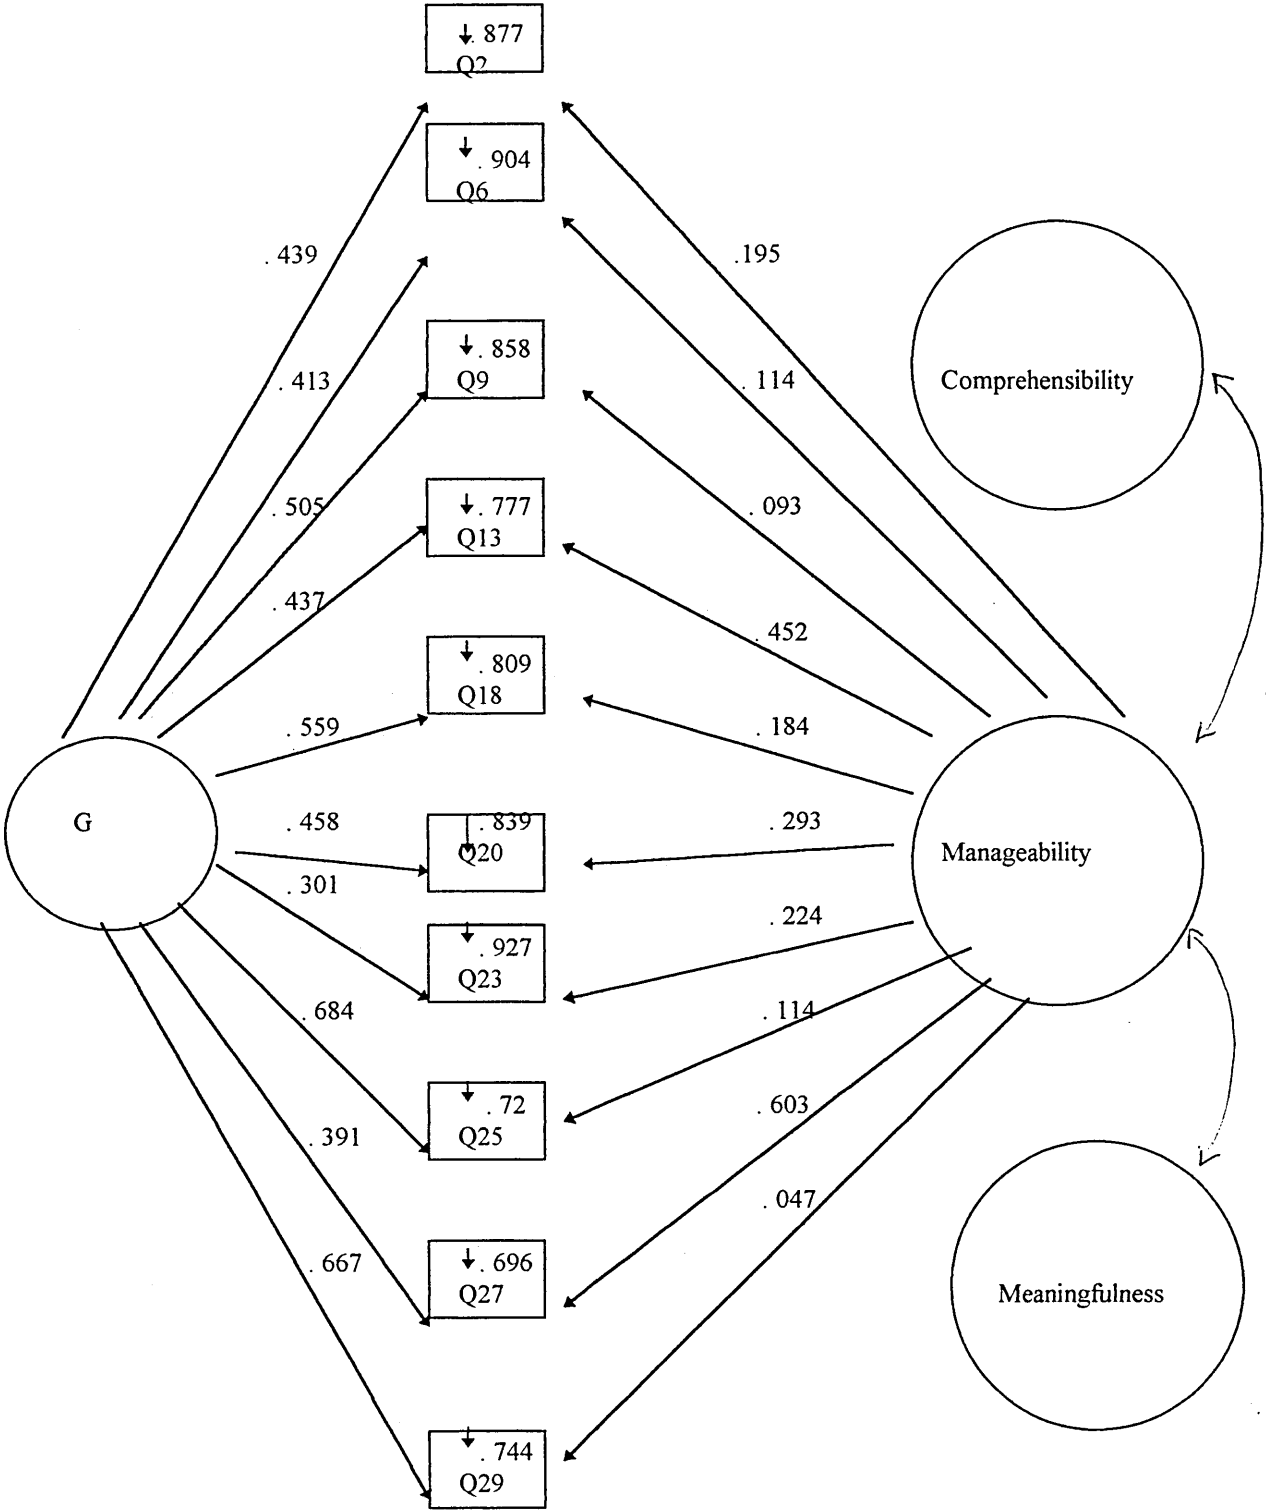 . 877
Q2
. 904
Q6
. 439
.195
. 858
Q9
. 413
. 114
Comprehensibility
. 505
. 777
Q13
. 093
. 437
. 452
. 809
Q18
. 559
. 184
G
. 458
. 839
Q20
. 293
Manageability
. 301
. 224
. 927
Q23
. 684
. 114
. 72
Q25
. 391
. 603
. 047
. 667
. 696
Q27
Meaningfulness
. 744
Q29